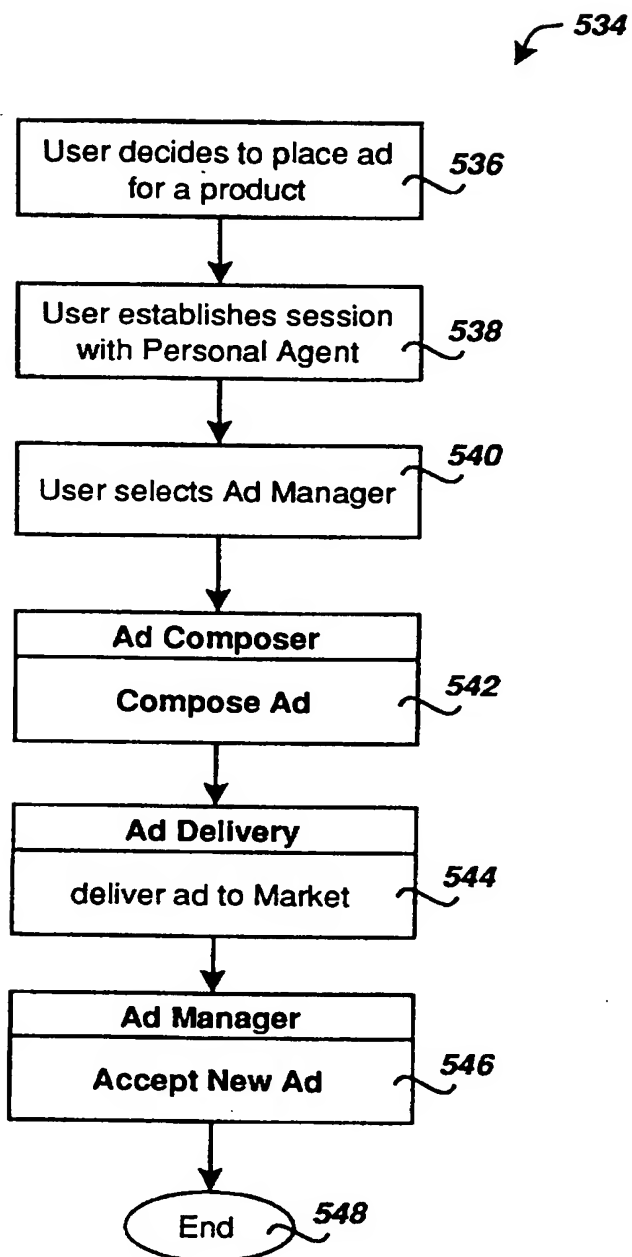 534
User decides to place ad
for a product
536
User establishes session
with Personal Agent
538
540
User selects Ad Manager
Ad Composer
Compose Ad
542
Ad Delivery
deliver ad to Market
544
Ad Manager
Accept New Ad
546
End
548